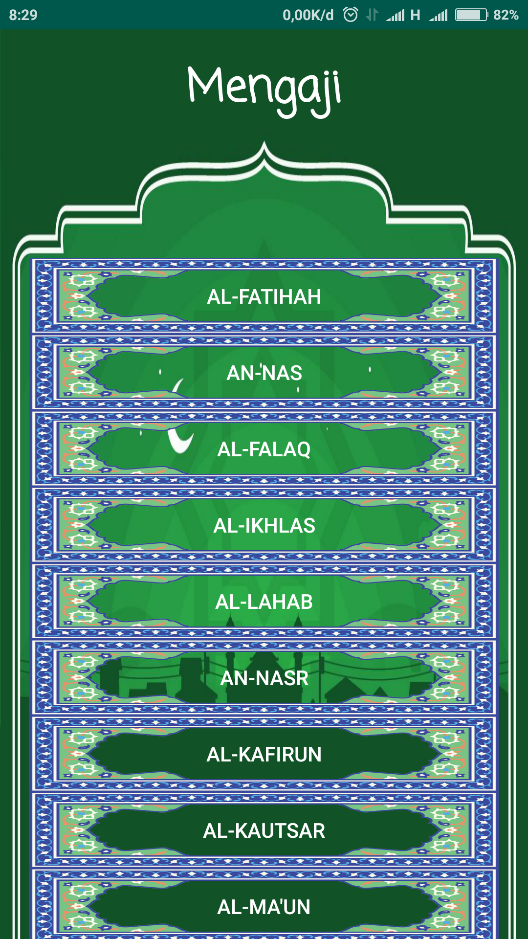 8:29 0,00K/d H 82%
Mengaji
AL-FATIHAH
AN-'NAS
AL-FALAQ
AL-IKHLAS
AL-LAHAB
AN-NASR
AL-KAFIRUN
AL-KAUTSAR
AL-MA'UN